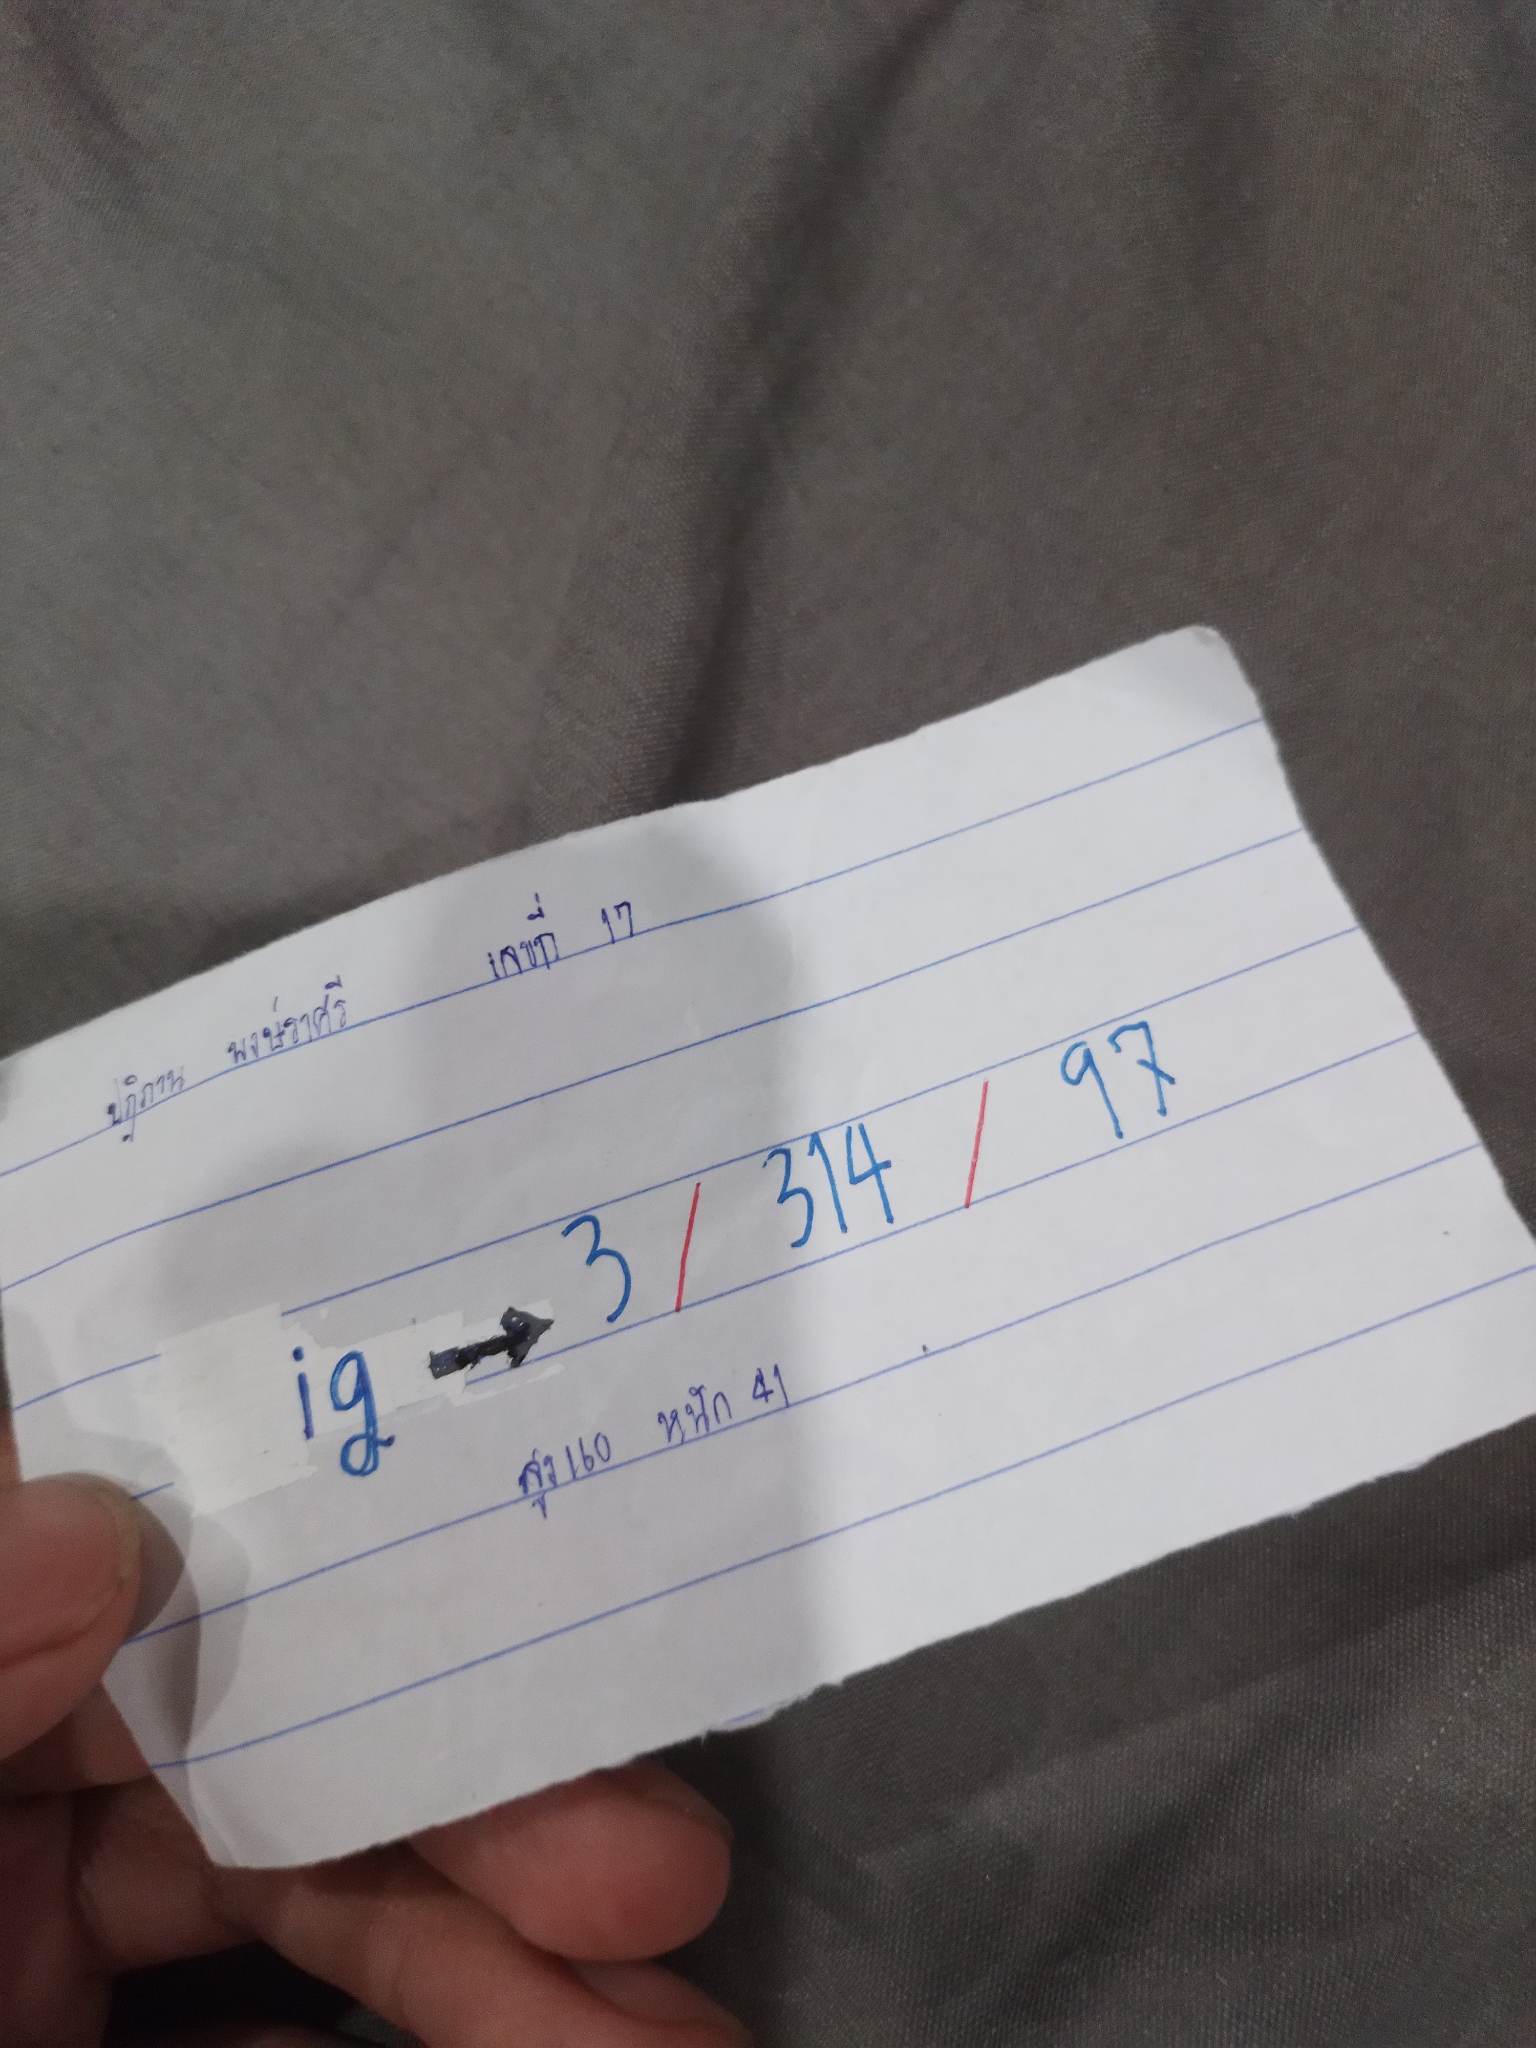 ปฏิภาน พงษ์ราศรี เลขที่ 17
ig → 3 / 314 / 97
สูง 160 หนัก 41